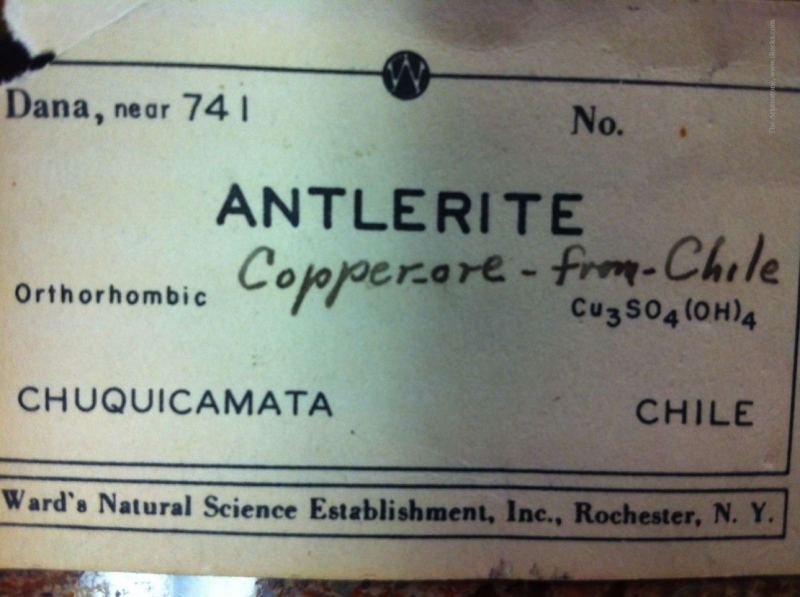 W
Dana, near 741
No.
ANTLERITE
Copper-ore - from - Chile
Orthorhombic
Cu₃SO₄(OH)₄
CHUQUICAMATA
CHILE
Ward's Natural Science Establishment, Inc., Rochester, N. Y.